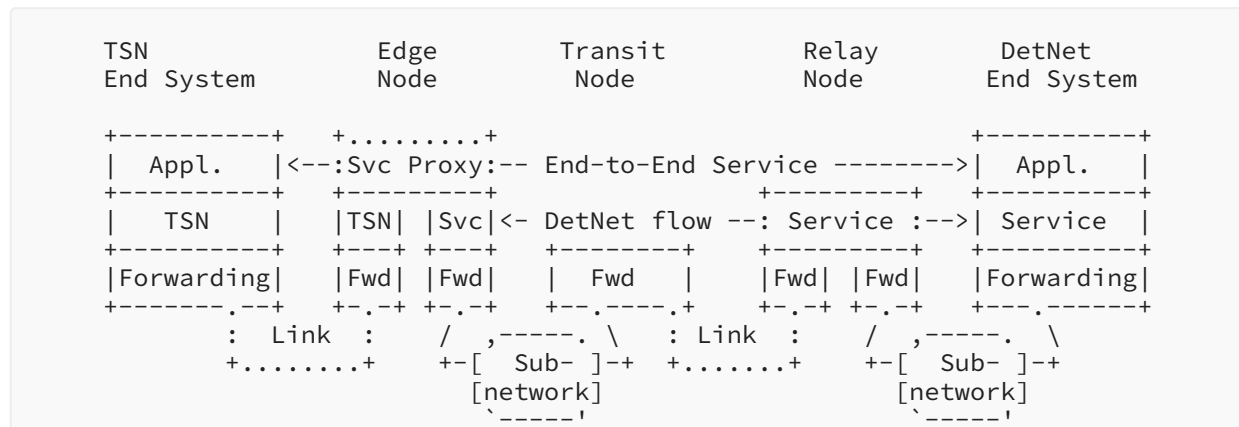 TSN                 Edge         Transit           Relay         DetNet
End System          Node          Node             Node         End System

+----------+   +.........+                                +----------+
|  Appl.   |<--:Svc Proxy:-- End-to-End Service -------->|  Appl.   |
+----------+   +---------+                  +---------+   +----------+
|   TSN    |   |TSN| |Svc|<- DetNet flow --: Service :-->| Service  |
+----------+   +---+ +---+   +--------+     +---------+   +----------+
|Forwarding|   |Fwd| |Fwd|   |  Fwd   |     |Fwd| |Fwd|   |Forwarding|
+-------.--+   +-.-+ +-.-+   +--.----.+     +-.-+ +-.-+   +---.------+
        :  Link  :    /  ,-----. \   : Link  :    /  ,-----.  \
        +........+    +-[  Sub- ]-+  +.......+    +-[  Sub- ]-+
                        [network]                   [network]
                         `-----'                     `-----'